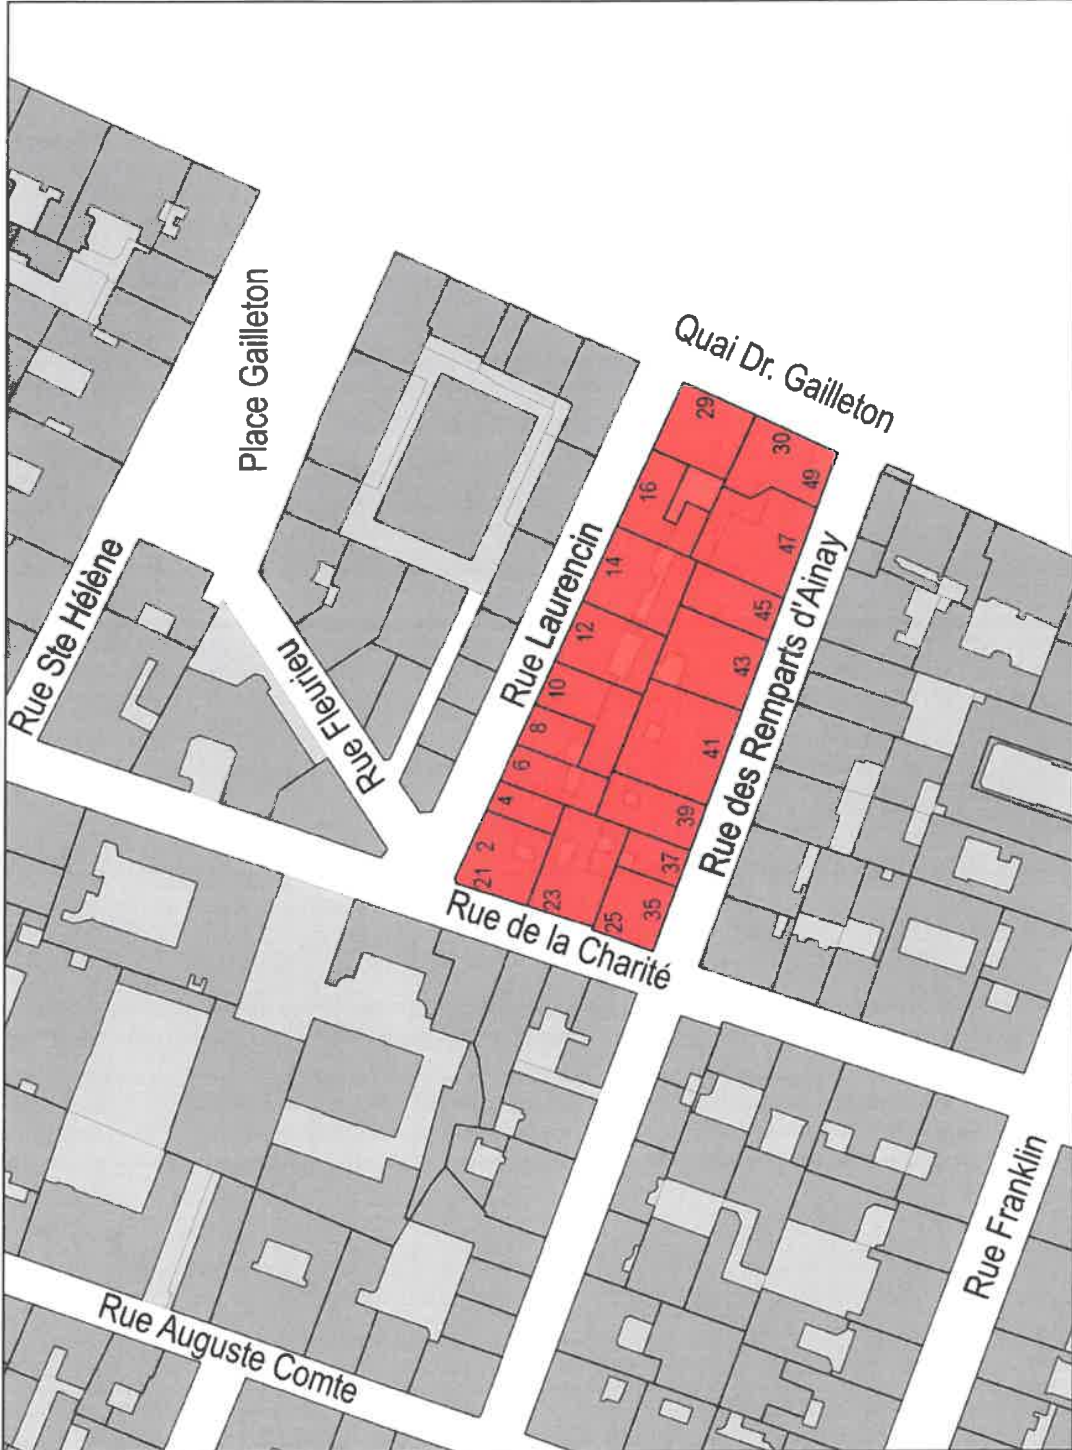 Rue Ste Hélène
Place Gailleton
Rue Fleurieu
Quai Dr. Gailleton
Rue Laurencin
29
30
49
16
14
12
10
8
6
4
2
21
23
25
35
37
39
41
43
45
47
Rue des Remparts d'Ainay
Rue de la Charité
Rue Auguste Comte
Rue Franklin